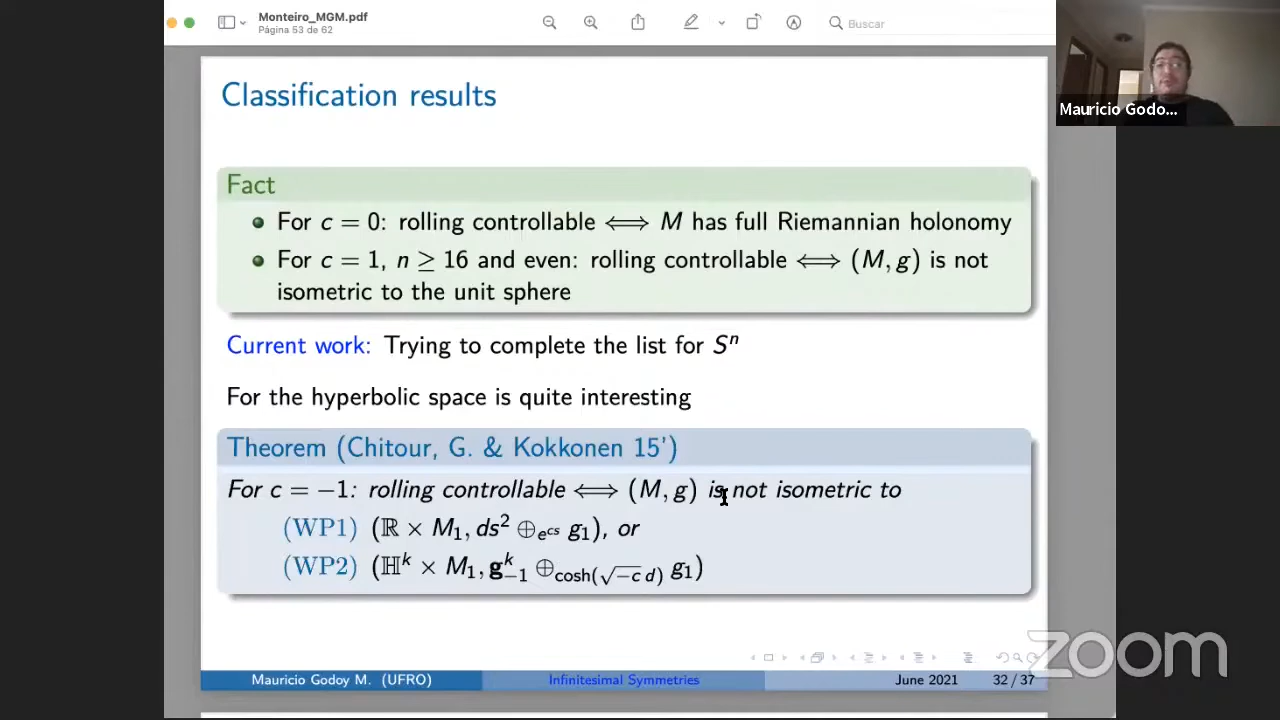 Monteiro_MGM.pdf
Página 53 de 62
Buscar
Mauricio Godo...
Classification results
Fact
For c = 0: rolling controllable ⟺ M has full Riemannian holonomy
For c = 1, n ≥ 16 and even: rolling controllable ⟺ (M, g) is not
isometric to the unit sphere
Current work: Trying to complete the list for Sⁿ
For the hyperbolic space is quite interesting
Theorem (Chitour, G. & Kokkonen 15')
For c = −1: rolling controllable ⟺ (M, g) is not isometric to
(WP1) (ℝ × M₁, ds² ⊕_{e^{cs}} g₁), or
(WP2) (ℍᵏ × M₁, g^k_{−1} ⊕_{cosh(√−c d)} g₁)
zoom
Mauricio Godoy M. (UFRO) Infinitesimal Symmetries June 2021 32 / 37